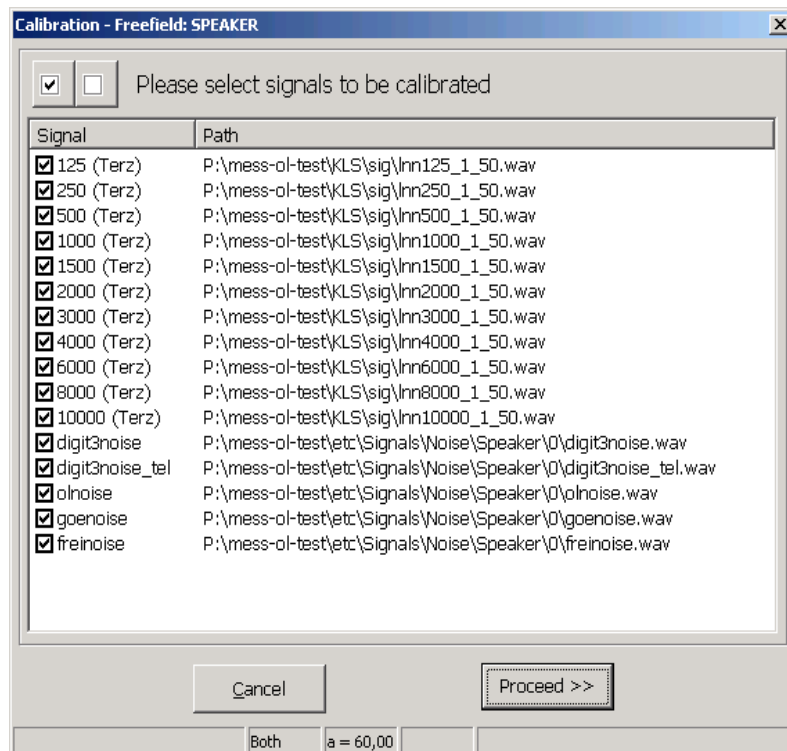 Calibration - Freefield: SPEAKER
Please select signals to be calibrated
Signal Path
125 (Terz) P:\mess-ol-test\KLS\sig\lnn125_1_50.wav
250 (Terz) P:\mess-ol-test\KLS\sig\lnn250_1_50.wav
500 (Terz) P:\mess-ol-test\KLS\sig\lnn500_1_50.wav
1000 (Terz) P:\mess-ol-test\KLS\sig\lnn1000_1_50.wav
1500 (Terz) P:\mess-ol-test\KLS\sig\lnn1500_1_50.wav
2000 (Terz) P:\mess-ol-test\KLS\sig\lnn2000_1_50.wav
3000 (Terz) P:\mess-ol-test\KLS\sig\lnn3000_1_50.wav
4000 (Terz) P:\mess-ol-test\KLS\sig\lnn4000_1_50.wav
6000 (Terz) P:\mess-ol-test\KLS\sig\lnn6000_1_50.wav
8000 (Terz) P:\mess-ol-test\KLS\sig\lnn8000_1_50.wav
10000 (Terz) P:\mess-ol-test\KLS\sig\lnn10000_1_50.wav
digit3noise P:\mess-ol-test\etc\Signals\Noise\Speaker\0\digit3noise.wav
digit3noise_tel P:\mess-ol-test\etc\Signals\Noise\Speaker\0\digit3noise_tel.wav
olnoise P:\mess-ol-test\etc\Signals\Noise\Speaker\0\olnoise.wav
goenoise P:\mess-ol-test\etc\Signals\Noise\Speaker\0\goenoise.wav
freinoise P:\mess-ol-test\etc\Signals\Noise\Speaker\0\freinoise.wav
Cancel Proceed >>
Both a = 60,00